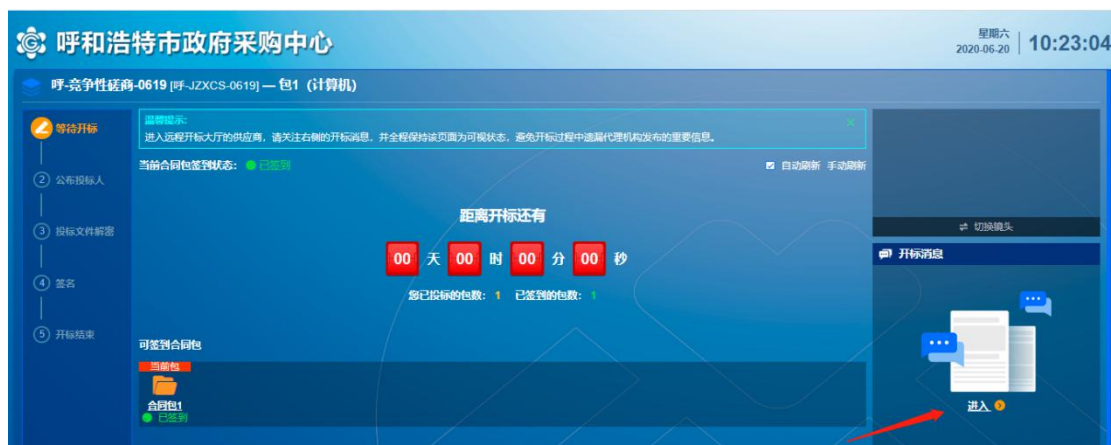 呼和浩特市政府采购中心
星期六
2020-06-20
10:23:04
呼-竞争性磋商-0619 [呼-JZXCS-0619] — 包1 (计算机)
等待开标
2 公布投标人
3 投标文件解密
4 签名
5 开标结束
温馨提示:
进入远程开标大厅的供应商，请关注右侧的开标消息，并全程保持该页面为可视状态，避免开标过程中遗漏代理机构发布的重要信息。
×
当前合同包签到状态: 已签到
自动刷新 手动刷新
距离开标还有
00 天 00 时 00 分 00 秒
您已投标的包数: 1 已签到的包数: 1
可签到合同包
当前包
合同包1
已签到
切换镜头
开标消息
进入